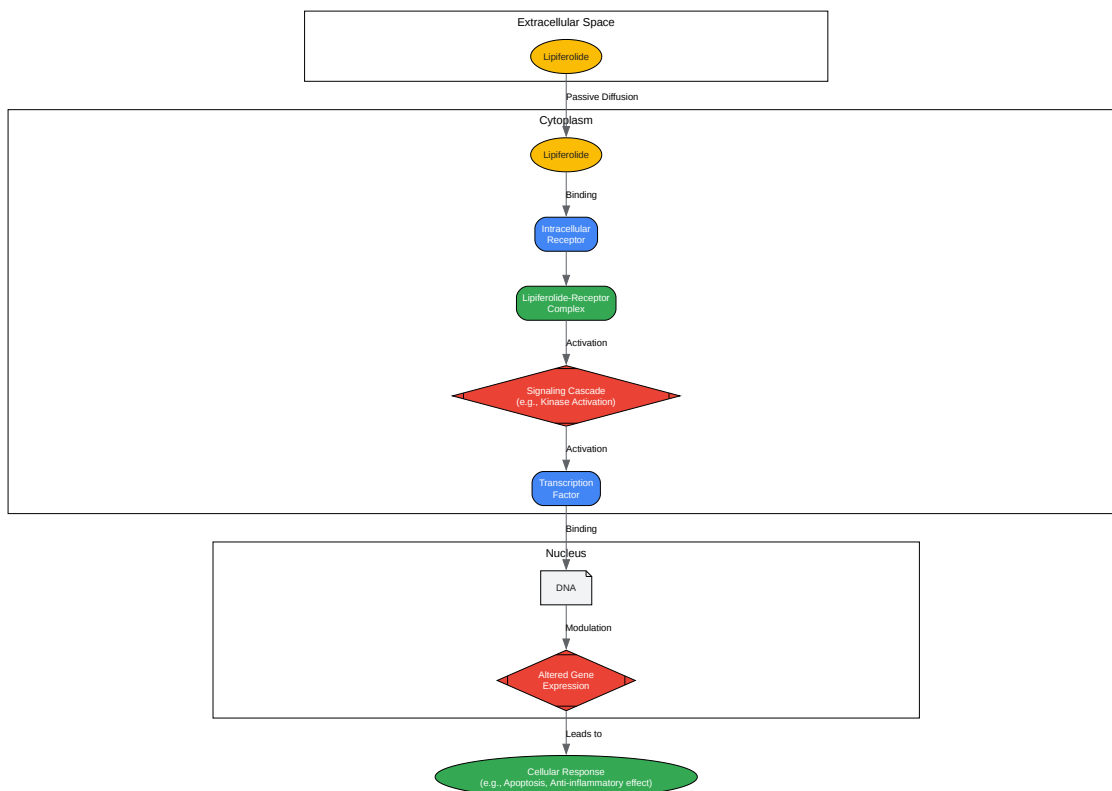 Extracellular Space
Lipiferolide
Passive Diffusion
Cytoplasm
Lipiferolide
Binding
Intracellular
Receptor
Lipiferolide-Receptor
Complex
Activation
Signaling Cascade
(e.g., Kinase Activation)
Activation
Transcription
Factor
Binding
Nucleus
DNA
Modulation
Altered Gene
Expression
Leads to
Cellular Response
(e.g., Apoptosis, Anti-inflammatory effect)